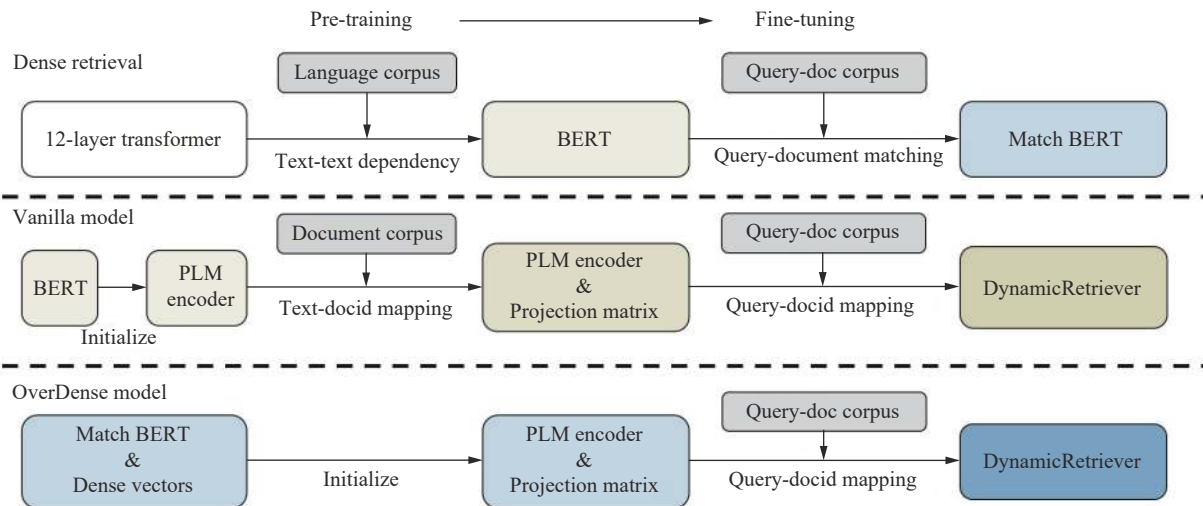 Pre-training
Fine-tuning
Dense retrieval
Language corpus
Query-doc corpus
12-layer transformer
Text-text dependency
BERT
Query-document matching
Match BERT
Vanilla model
Document corpus
Query-doc corpus
BERT
Initialize
PLM
encoder
Text-docid mapping
PLM encoder
&
Projection matrix
Query-docid mapping
DynamicRetriever
OverDense model
Query-doc corpus
Match BERT
&
Dense vectors
Initialize
PLM encoder
&
Projection matrix
Query-docid mapping
DynamicRetriever